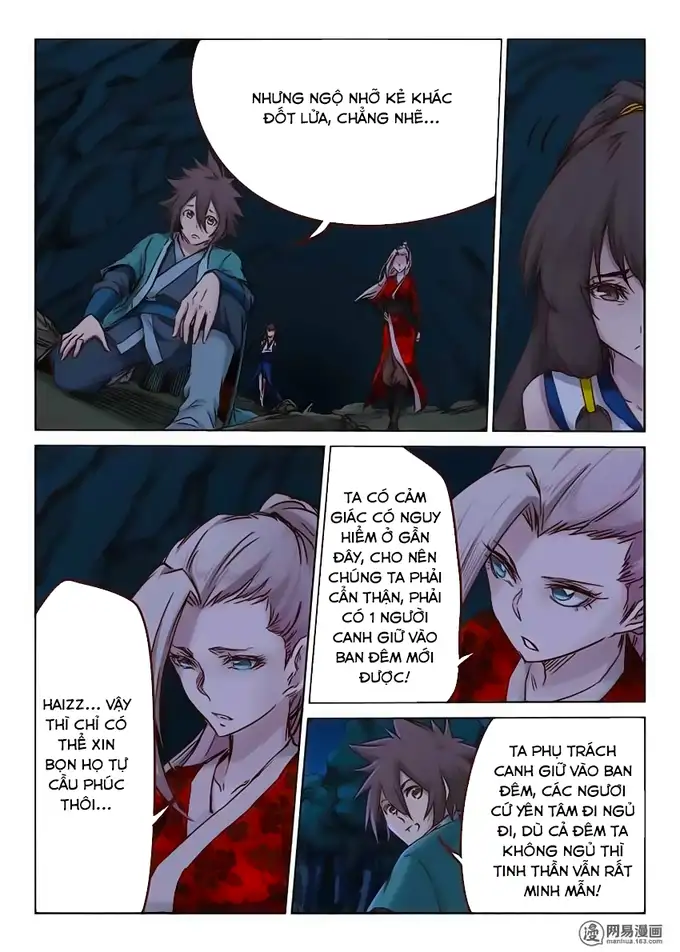 NHƯNG NGỘ NHỠ KẺ KHÁC
ĐỐT LỬA, CHẲNG NHẼ...
TA CÓ CẢM
GIÁC CÓ NGUY
HIỂM Ở GẦN
ĐÂY, CHO NÊN
CHÚNG TA PHẢI
CẨN THẬN, PHẢI
CÓ 1 NGƯỜI
CANH GIỮ VÀO
BAN ĐÊM MỚI
ĐƯỢC!
HAIZZ... VẬY
THÌ CHỈ CÓ
THỂ XIN
BỌN HỌ TỰ
CẦU PHÚC
THÔI...
TA PHỤ TRÁCH
CANH GIỮ VÀO BAN
ĐÊM, CÁC NGƯƠI
CỨ YÊN TÂM ĐI NGỦ
ĐI, DÙ CẢ ĐÊM TA
KHÔNG NGỦ THÌ
TINH THẦN VẪN RẤT
MINH MẪN!
漫 网易漫画
manhua.163.com